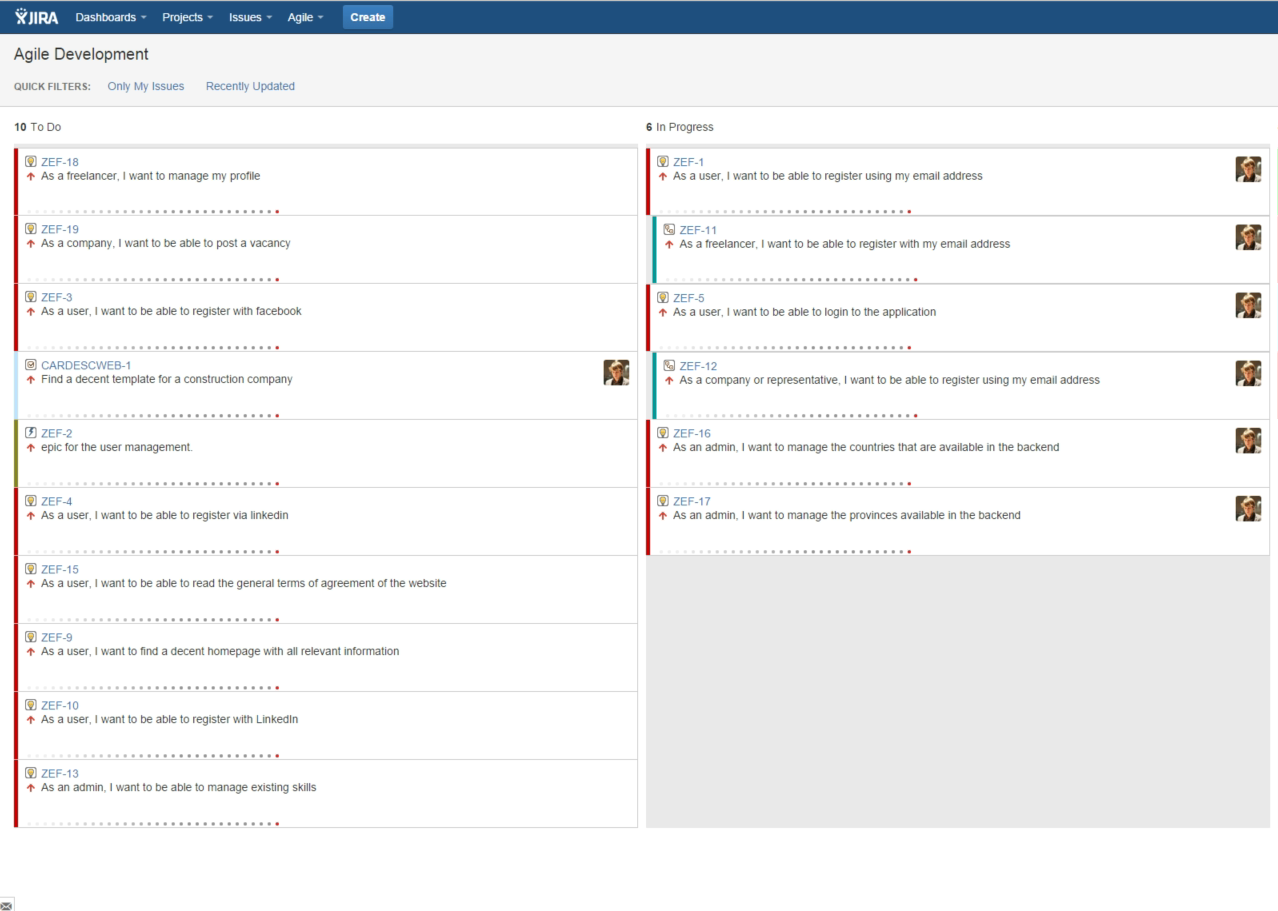 JIRA Dashboards Projects Issues Agile Create
Agile Development
QUICK FILTERS: Only My Issues Recently Updated
10 To Do
ZEF-18
As a freelancer, I want to manage my profile
ZEF-19
As a company, I want to be able to post a vacancy
ZEF-3
As a user, I want to be able to register with facebook
CARDESCWEB-1
Find a decent template for a construction company
ZEF-2
epic for the user management.
ZEF-4
As a user, I want to be able to register via linkedin
ZEF-15
As a user, I want to be able to read the general terms of agreement of the website
ZEF-9
As a user, I want to find a decent homepage with all relevant information
ZEF-10
As a user, I want to be able to register with LinkedIn
ZEF-13
As an admin, I want to be able to manage existing skills
6 In Progress
ZEF-1
As a user, I want to be able to register using my email address
ZEF-11
As a freelancer, I want to be able to register with my email address
ZEF-5
As a user, I want to be able to login to the application
ZEF-12
As a company or representative, I want to be able to register using my email address
ZEF-16
As an admin, I want to manage the countries that are available in the backend
ZEF-17
As an admin, I want to manage the provinces available in the backend